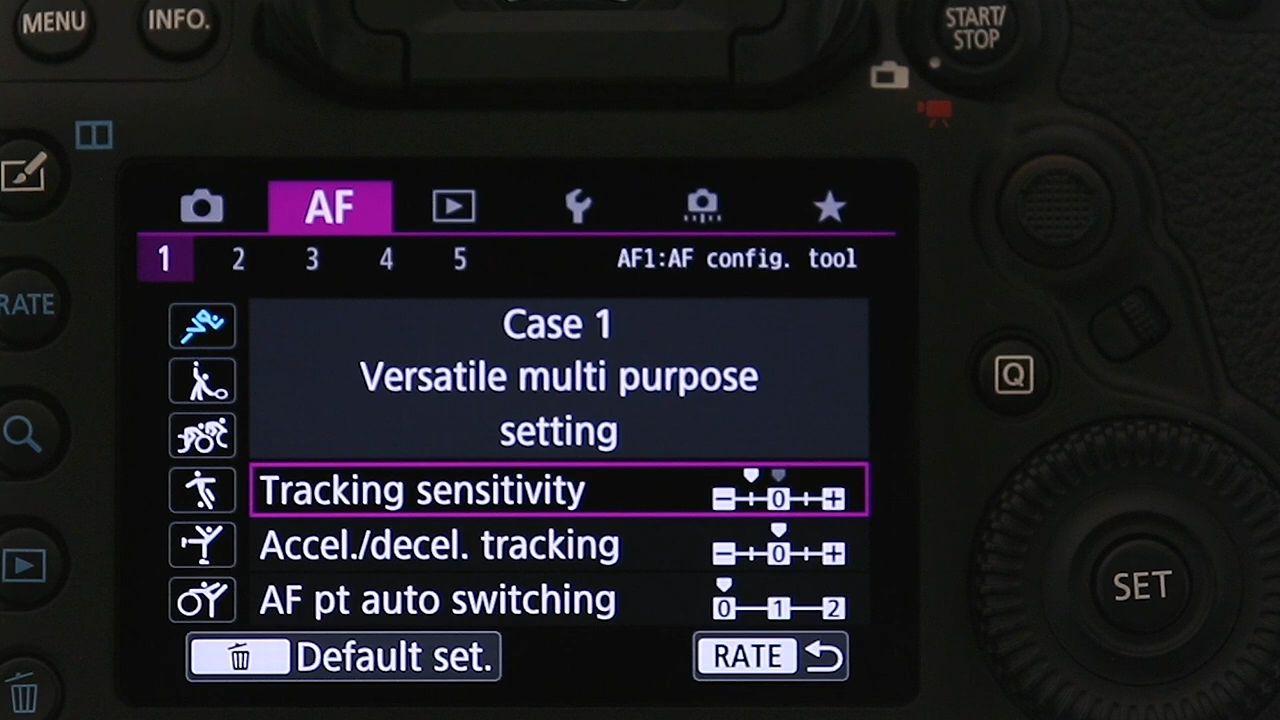 MENU INFO. START/
STOP
AF
1 2 3 4 5 AF1:AF config. tool
RATE
Case 1
Versatile multi purpose
setting
Q
Tracking sensitivity − 0 +
Accel./decel. tracking − 0 +
AF pt auto switching 0 1 2
SET
Default set. RATE